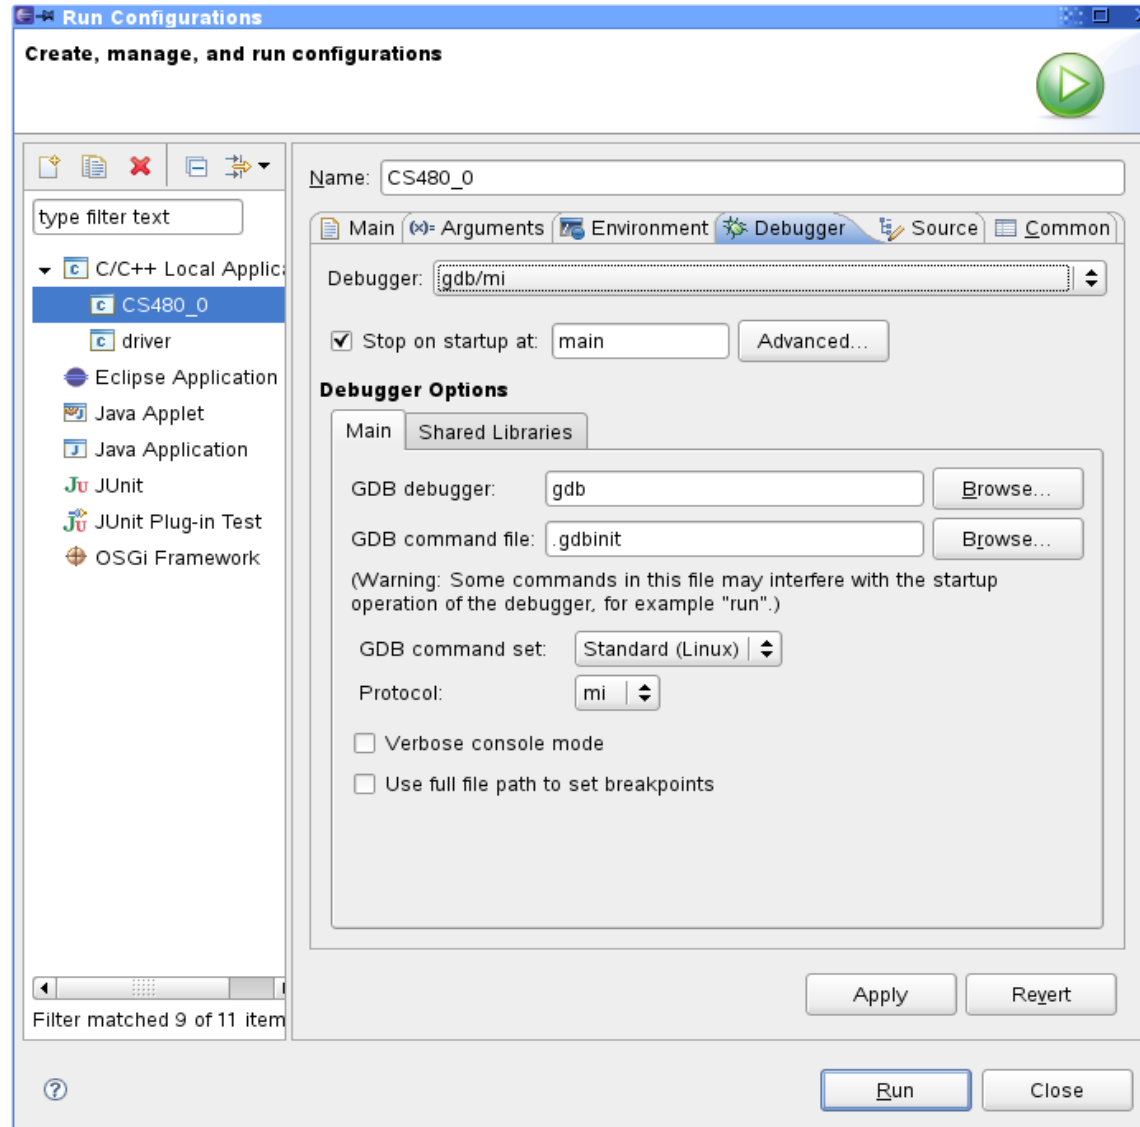 Run Configurations
Create, manage, and run configurations
type filter text
C/C++ Local Applic
CS480_0
driver
Eclipse Application
Java Applet
Java Application
JUnit
JUnit Plug-in Test
OSGi Framework
Filter matched 9 of 11 item
Name: CS480_0
Main (x)= Arguments Environment Debugger Source Common
Debugger: gdb/mi
Stop on startup at: main Advanced...
Debugger Options
Main Shared Libraries
GDB debugger: gdb Browse...
GDB command file: .gdbinit Browse...
(Warning: Some commands in this file may interfere with the startup
operation of the debugger, for example "run".)
GDB command set: Standard (Linux)
Protocol: mi
Verbose console mode
Use full file path to set breakpoints
Apply Revert
Run Close